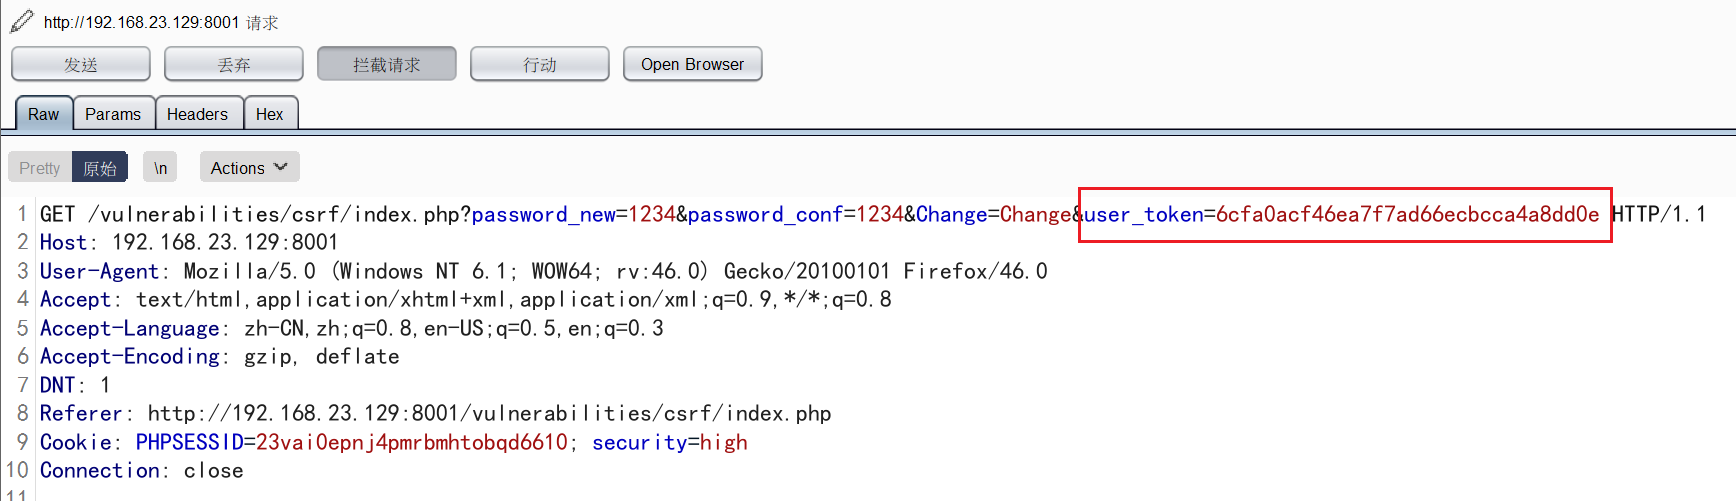 http://192.168.23.129:8001 请求
发送 丢弃 拦截请求 行动 Open Browser
Raw Params Headers Hex
Pretty 原始 \n Actions
1 GET /vulnerabilities/csrf/index.php?password_new=1234&password_conf=1234&Change=Change&user_token=6cfa0acf46ea7f7ad66ecbcca4a8dd0e HTTP/1.1
2 Host: 192.168.23.129:8001
3 User-Agent: Mozilla/5.0 (Windows NT 6.1; WOW64; rv:46.0) Gecko/20100101 Firefox/46.0
4 Accept: text/html,application/xhtml+xml,application/xml;q=0.9,*/*;q=0.8
5 Accept-Language: zh-CN,zh;q=0.8,en-US;q=0.5,en;q=0.3
6 Accept-Encoding: gzip, deflate
7 DNT: 1
8 Referer: http://192.168.23.129:8001/vulnerabilities/csrf/index.php
9 Cookie: PHPSESSID=23vai0epnj4pmrbmhtobqd6610; security=high
10 Connection: close
11